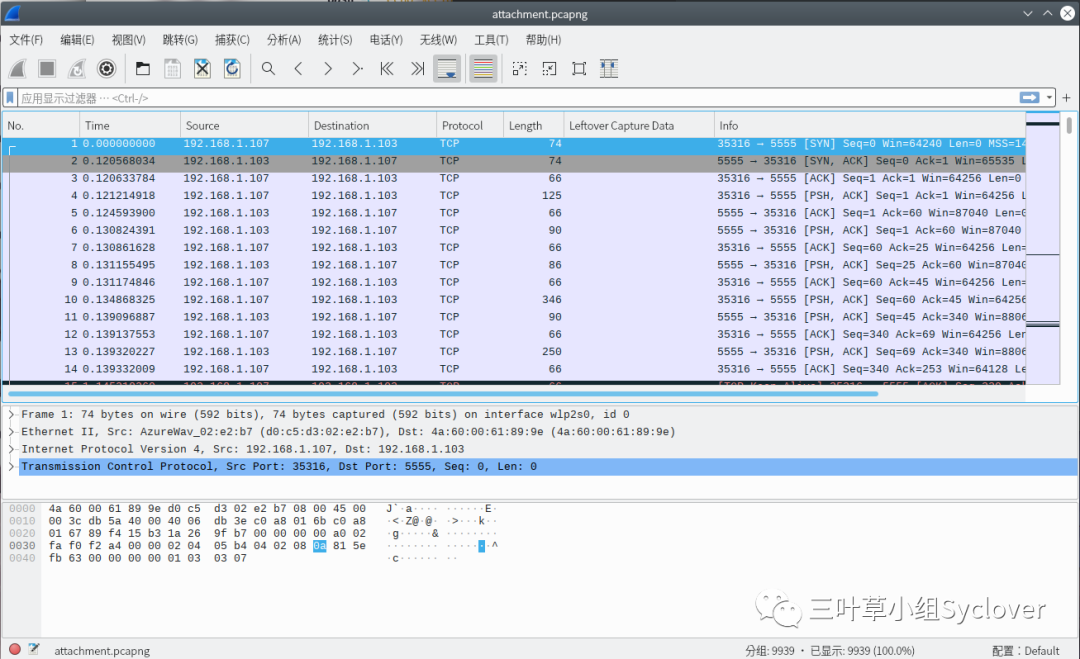 attachment.pcapng
文件(F) 编辑(E) 视图(V) 跳转(G) 捕获(C) 分析(A) 统计(S) 电话(Y) 无线(W) 工具(T) 帮助(H)
应用显示过滤器 … <Ctrl-/>
No. Time Source Destination Protocol Length Leftover Capture Data Info
1 0.000000000 192.168.1.107 192.168.1.103 TCP 74 35316 → 5555 [SYN] Seq=0 Win=64240 Len=0 MSS=14
2 0.120568034 192.168.1.103 192.168.1.107 TCP 74 5555 → 35316 [SYN, ACK] Seq=0 Ack=1 Win=65535 L
3 0.120633784 192.168.1.107 192.168.1.103 TCP 66 35316 → 5555 [ACK] Seq=1 Ack=1 Win=64256 Len=0
4 0.121214918 192.168.1.107 192.168.1.103 TCP 125 35316 → 5555 [PSH, ACK] Seq=1 Ack=1 Win=64256 L
5 0.124593900 192.168.1.103 192.168.1.107 TCP 66 5555 → 35316 [ACK] Seq=1 Ack=60 Win=87040 Len=0
6 0.130824391 192.168.1.103 192.168.1.107 TCP 90 5555 → 35316 [PSH, ACK] Seq=1 Ack=60 Win=87040
7 0.130861628 192.168.1.107 192.168.1.103 TCP 66 35316 → 5555 [ACK] Seq=60 Ack=25 Win=64256 Len=
8 0.131155495 192.168.1.103 192.168.1.107 TCP 86 5555 → 35316 [PSH, ACK] Seq=25 Ack=60 Win=87040
9 0.131174846 192.168.1.107 192.168.1.103 TCP 66 35316 → 5555 [ACK] Seq=60 Ack=45 Win=64256 Len=
10 0.134868325 192.168.1.107 192.168.1.103 TCP 346 35316 → 5555 [PSH, ACK] Seq=60 Ack=45 Win=64256
11 0.139096887 192.168.1.103 192.168.1.107 TCP 90 5555 → 35316 [PSH, ACK] Seq=45 Ack=340 Win=8806
12 0.139137553 192.168.1.107 192.168.1.103 TCP 66 35316 → 5555 [ACK] Seq=340 Ack=69 Win=64256 Len
13 0.139320227 192.168.1.103 192.168.1.107 TCP 250 5555 → 35316 [PSH, ACK] Seq=69 Ack=340 Win=8806
14 0.139332009 192.168.1.107 192.168.1.103 TCP 66 35316 → 5555 [ACK] Seq=340 Ack=253 Win=64128 Le
Frame 1: 74 bytes on wire (592 bits), 74 bytes captured (592 bits) on interface wlp2s0, id 0
Ethernet II, Src: AzureWav_02:e2:b7 (d0:c5:d3:02:e2:b7), Dst: 4a:60:00:61:89:9e (4a:60:00:61:89:9e)
Internet Protocol Version 4, Src: 192.168.1.107, Dst: 192.168.1.103
Transmission Control Protocol, Src Port: 35316, Dst Port: 5555, Seq: 0, Len: 0
0000 4a 60 00 61 89 9e d0 c5 d3 02 e2 b7 08 00 45 00 J`·a···· ······E·
0010 00 3c db 5a 40 00 40 06 db 3e c0 a8 01 6b c0 a8 ·<·Z@·@· ·>···k··
0020 01 67 89 f4 15 b3 1a 26 9f b7 00 00 00 00 a0 02 ·g·····& ········
0030 fa f0 f2 a4 00 00 02 04 05 b4 04 02 08 0a 81 5e ········ ·······^
0040 fb 63 00 00 00 00 01 03 03 07 ·c······ ··
三叶草小组Syclover
attachment.pcapng 分组: 9939 · 已显示: 9939 (100.0%) 配置：Default